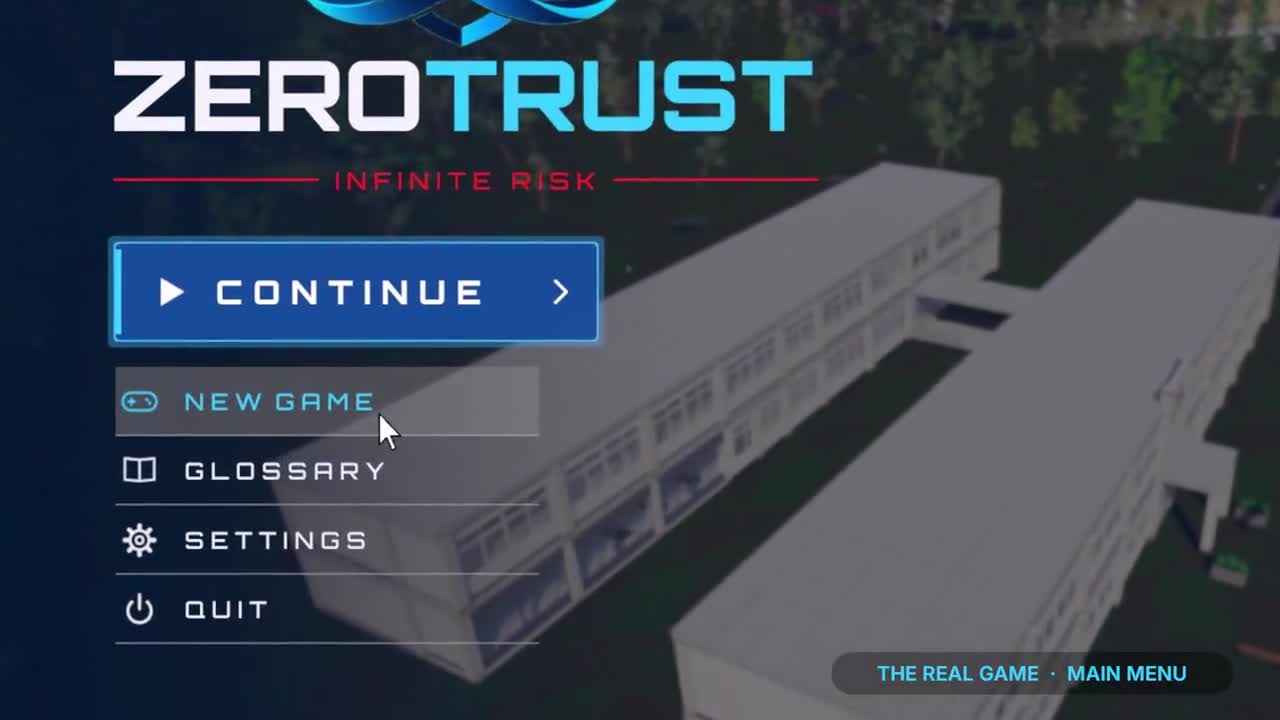 ZEROTRUST
INFINITE RISK
CONTINUE
NEW GAME
GLOSSARY
SETTINGS
QUIT
THE REAL GAME · MAIN MENU